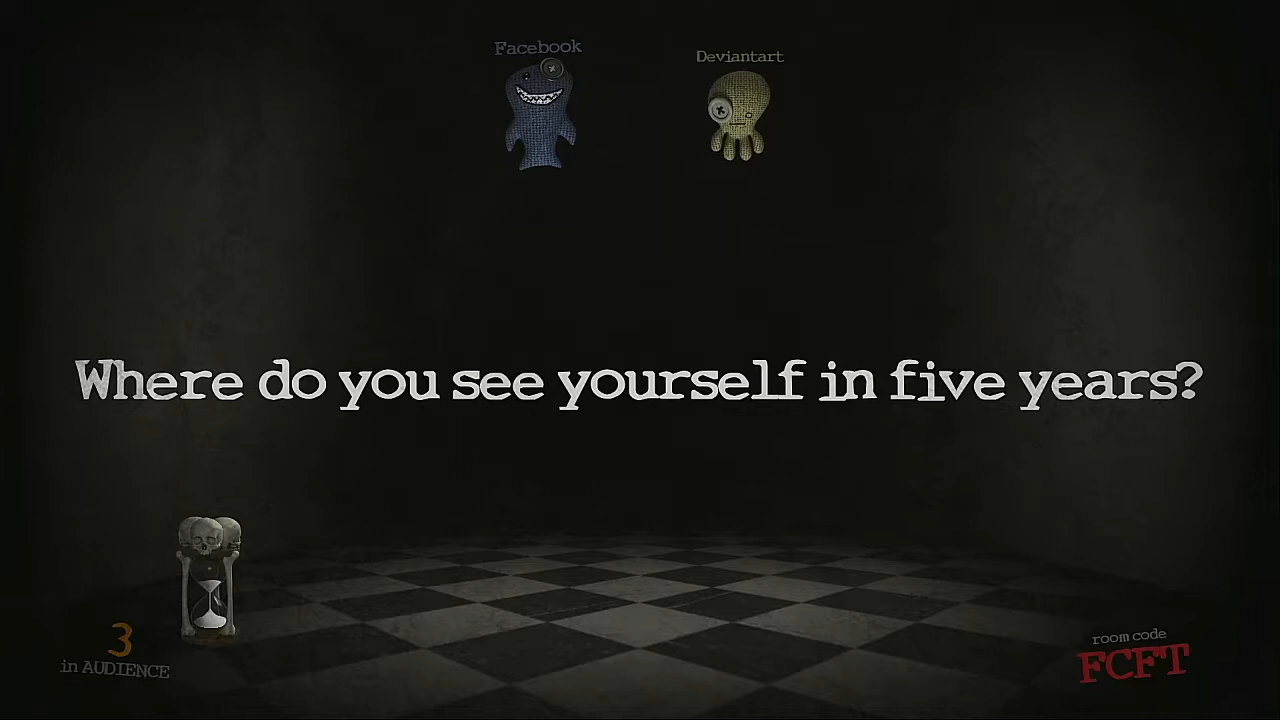 Facebook
Deviantart
Where do you see yourself in five years?
3
in AUDIENCE
room code
FCFT